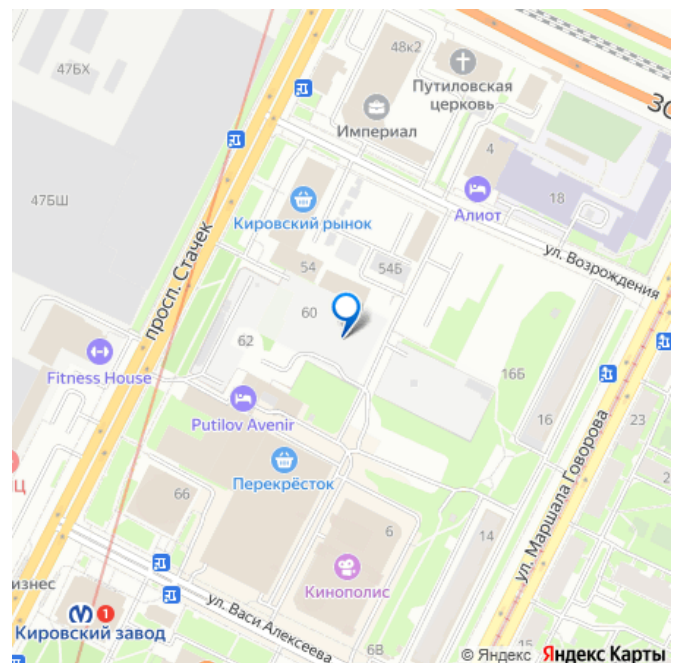 48к2
47БХ
Путиловская
церковь
Империал
4
47БШ
18
Алиот
Кировский рынок
ул. Возрождения
просп. Стачек
54
54Б
60
62
Fitness House
16Б
Putilov Avenir
16
23
ул. Маршала Говорова
Перекрёсток
Ц
66
6
14
Кинополис
изнес
ул. Васи Алексеева
1
Кировский завод
6В
© Яндекс Яндекс Карты